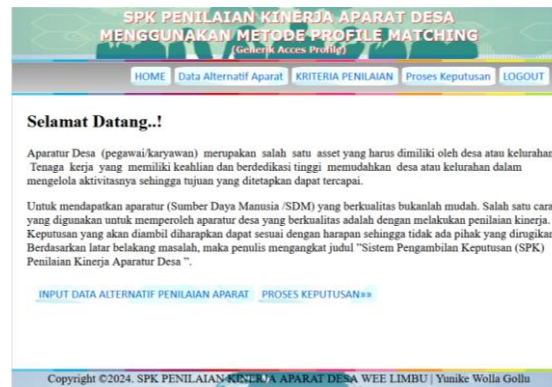 SPK PENILAIAN KINERJA APARAT DESA
MENGGUNAKAN METODE PROFILE MATCHING
(Generik Acces Profile)
HOME Data Alternatif Aparat KRITERIA PENILAIAN Proses Keputusan LOGOUT
Selamat Datang..!
Aparatur Desa (pegawai/karyawan) merupakan salah satu asset yang harus dimiliki oleh desa atau kelurahan
Tenaga kerja yang memiliki keahlian dan berdedikasi tinggi memudahkan desa atau kelurahan dalam
mengelola aktivitasnya sehingga tujuan yang ditetapkan dapat tercapai.
Untuk mendapatkan aparatur (Sumber Daya Manusia /SDM) yang berkualitas bukanlah mudah. Salah satu cara
yang digunakan untuk memperoleh aparatur desa yang berkualitas adalah dengan melakukan penilaian kinerja.
Keputusan yang akan diambil diharapkan dapat sesuai dengan harapan sehingga tidak ada pihak yang dirugikan
Berdasarkan latar belakang masalah, maka penulis mengangkat judul "Sistem Pengambilan Keputusan (SPK)
Penilaian Kinerja Aparatur Desa ".
INPUT DATA ALTERNATIF PENILAIAN APARAT PROSES KEPUTUSAN»»
Copyright ©2024. SPK PENILAIAN KINERJA APARAT DESA WEE LIMBU | Yunike Wolla Gollu